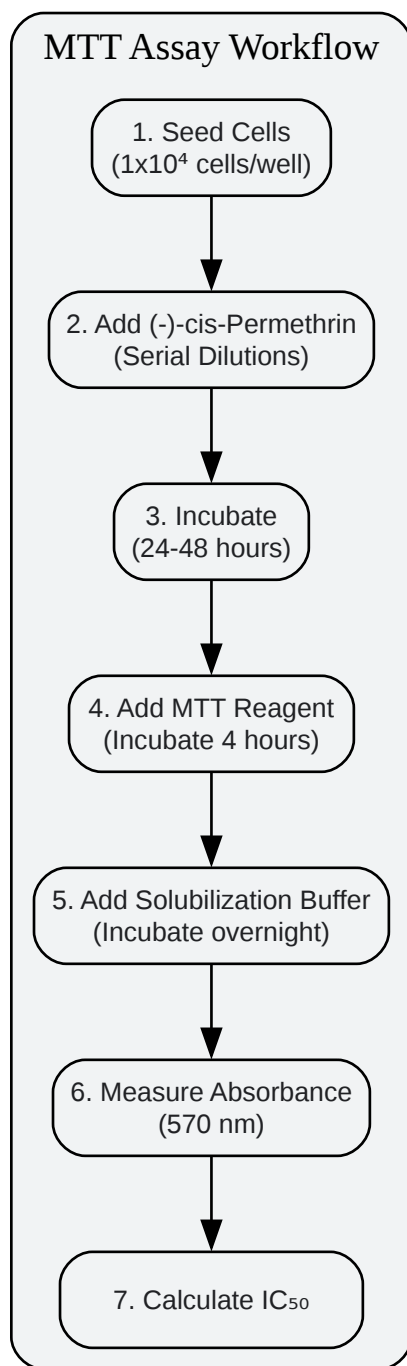 MTT Assay Workflow
1. Seed Cells
(1x10⁴ cells/well)
2. Add (-)-cis-Permethrin
(Serial Dilutions)
3. Incubate
(24-48 hours)
4. Add MTT Reagent
(Incubate 4 hours)
5. Add Solubilization Buffer
(Incubate overnight)
6. Measure Absorbance
(570 nm)
7. Calculate IC₅₀